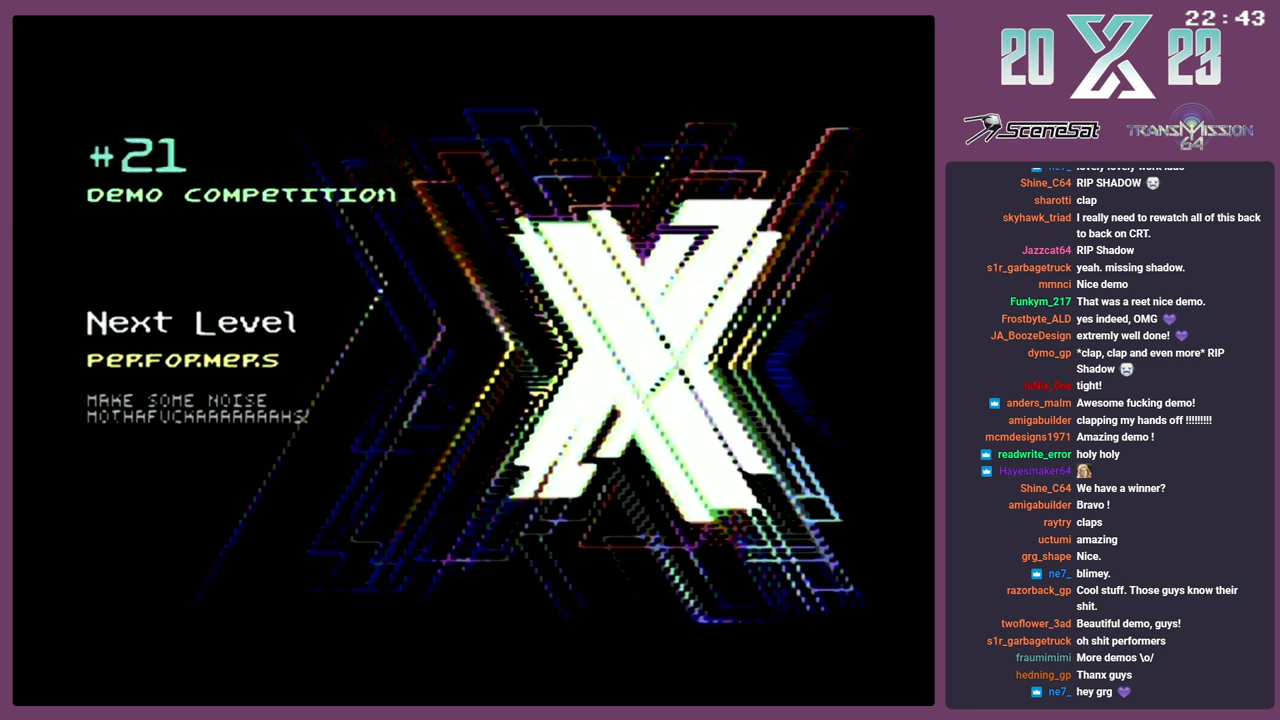 #21
DEMO COMPETITION
Next Level
PERFORMERS
MAKE SOME NOISE
MOTHAFUCKAAAAAAAHS
22:43
20 X 23
SCENESAT
TRANSMISSION 64
Shine_C64 RIP SHADOW
sharotti clap
skyhawk_triad I really need to rewatch all of this back
to back on CRT.
Jazzcat64 RIP Shadow
s1r_garbagetruck yeah. missing shadow.
mmnci Nice demo
Funkym_217 That was a reet nice demo.
Frostbyte_ALD yes indeed, OMG
JA_BoozeDesign extremly well done!
dymo_gp *clap, clap and even more* RIP
Shadow
tight!
anders_malm Awesome fucking demo!
amigabuilder clapping my hands off !!!!!!!!!
mcmdesigns1971 Amazing demo !
readwrite_error holy holy
Hayesmaker64
Shine_C64 We have a winner?
amigabuilder Bravo !
raytry claps
uctumi amazing
grg_shape Nice.
ne7_ blimey.
razorback_gp Cool stuff. Those guys know their
shit.
twoflower_3ad Beautiful demo, guys!
s1r_garbagetruck oh shit performers
fraumimimi More demos \o/
hedning_gp Thanx guys
ne7_ hey grg